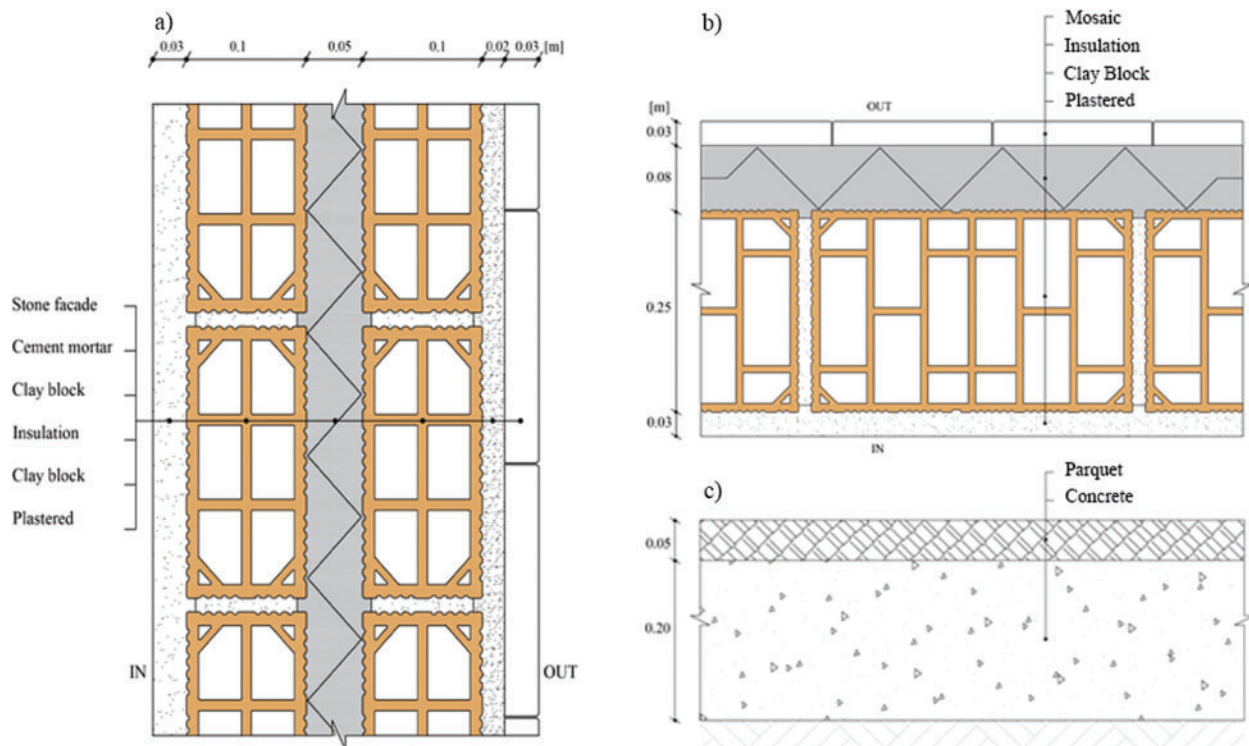 a)
0.03 0.1 0.05 0.1 0.02 0.03 [m]
Stone facade
Cement mortar
Clay block
Insulation
Clay block
Plastered
IN
OUT
b)
Mosaic
Insulation
Clay Block
Plastered
[m]
OUT
0.03
0.08
0.25
0.03
IN
c)
Parquet
Concrete
0.05
0.20